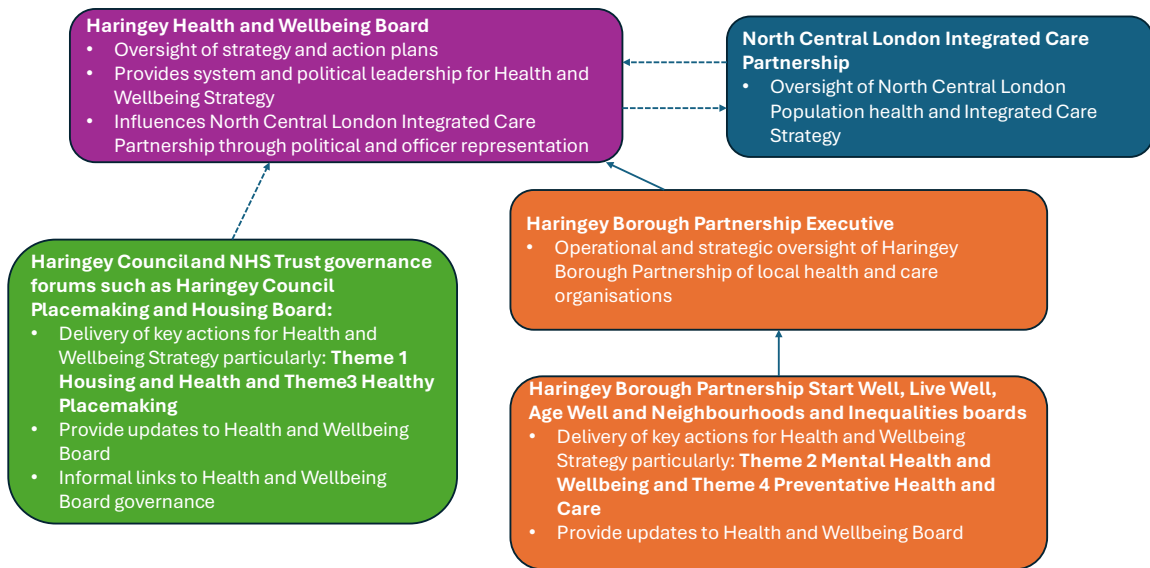 Haringey Health and Wellbeing Board
• Oversight of strategy and action plans
• Provides system and political leadership for Health and
Wellbeing Strategy
• Influences North Central London Integrated Care
Partnership through political and officer representation
North Central London Integrated Care
Partnership
• Oversight of North Central London
Population health and Integrated Care
Strategy
Haringey Borough Partnership Executive
• Operational and strategic oversight of Haringey
Borough Partnership of local health and care
organisations
Haringey Council and NHS Trust governance
forums such as Haringey Council
Placemaking and Housing Board:
• Delivery of key actions for Health and
Wellbeing Strategy particularly: Theme 1
Housing and Health and Theme3 Healthy
Placemaking
• Provide updates to Health and Wellbeing
Board
• Informal links to Health and Wellbeing
Board governance
Haringey Borough Partnership Start Well, Live Well,
Age Well and Neighbourhoods and Inequalities boards
• Delivery of key actions for Health and Wellbeing
Strategy particularly: Theme 2 Mental Health and
Wellbeing and Theme 4 Preventative Health and
Care
• Provide updates to Health and Wellbeing Board